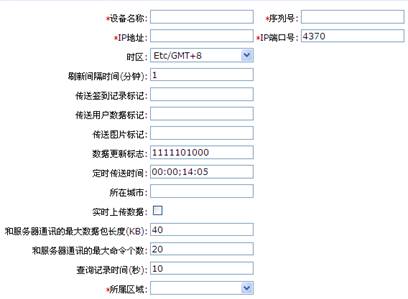 *设备名称: *序列号:
*IP地址: *IP端口号: 4370
时区: Etc/GMT+8
刷新间隔时间(分钟): 1
传送签到记录标记:
传送用户数据标记:
传送图片标记:
数据更新标志: 1111101000
定时传送时间: 00:00;14:05
所在城市:
实时上传数据:
和服务器通讯的最大数据包长度(KB): 40
和服务器通讯的最大命令个数: 20
查询记录时间(秒): 10
*所属区域: